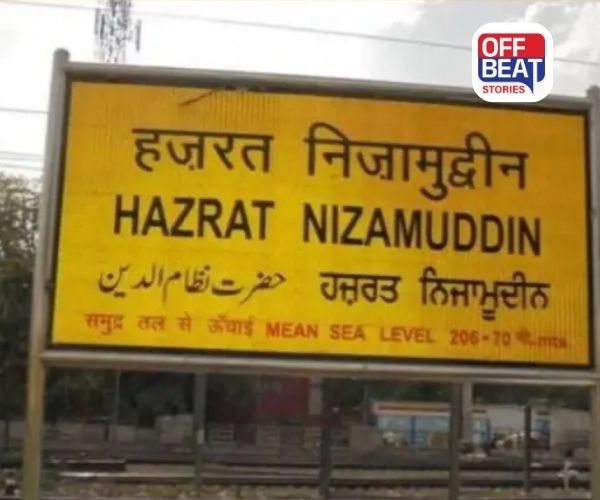 OFF
BEAT
STORIES
हज़रत निज़ामुद्दीन
HAZRAT NIZAMUDDIN
حضرت نظام الدین ਹਜ਼ਰਤ ਨਿਜਾਮੂਦੀਨ
समुद्र तल से ऊँचाई MEAN SEA LEVEL 206-70 मी. mts.